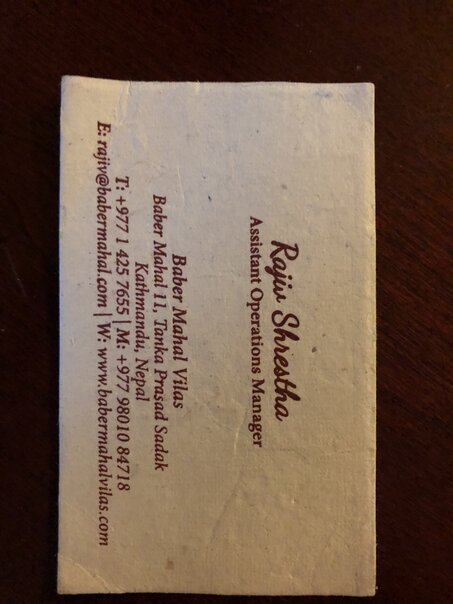 Rajiv Shrestha
Assistant Operations Manager
Baber Mahal Vilas
Baber Mahal 11, Tanka Prasad Sadak
Kathmandu, Nepal
T: +977 1 425 7655 | M: +977 98010 84718
E: rajiv@babermahal.com | W: www.babermahalvilas.com